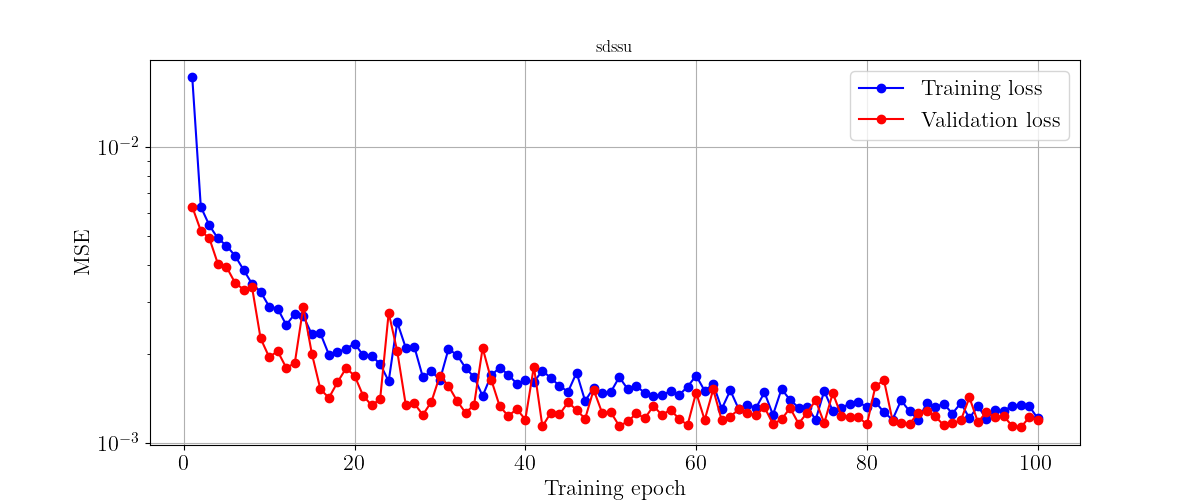 sdssu
Training loss
Validation loss
10⁻²
10⁻³
MSE
0 20 40 60 80 100
Training epoch